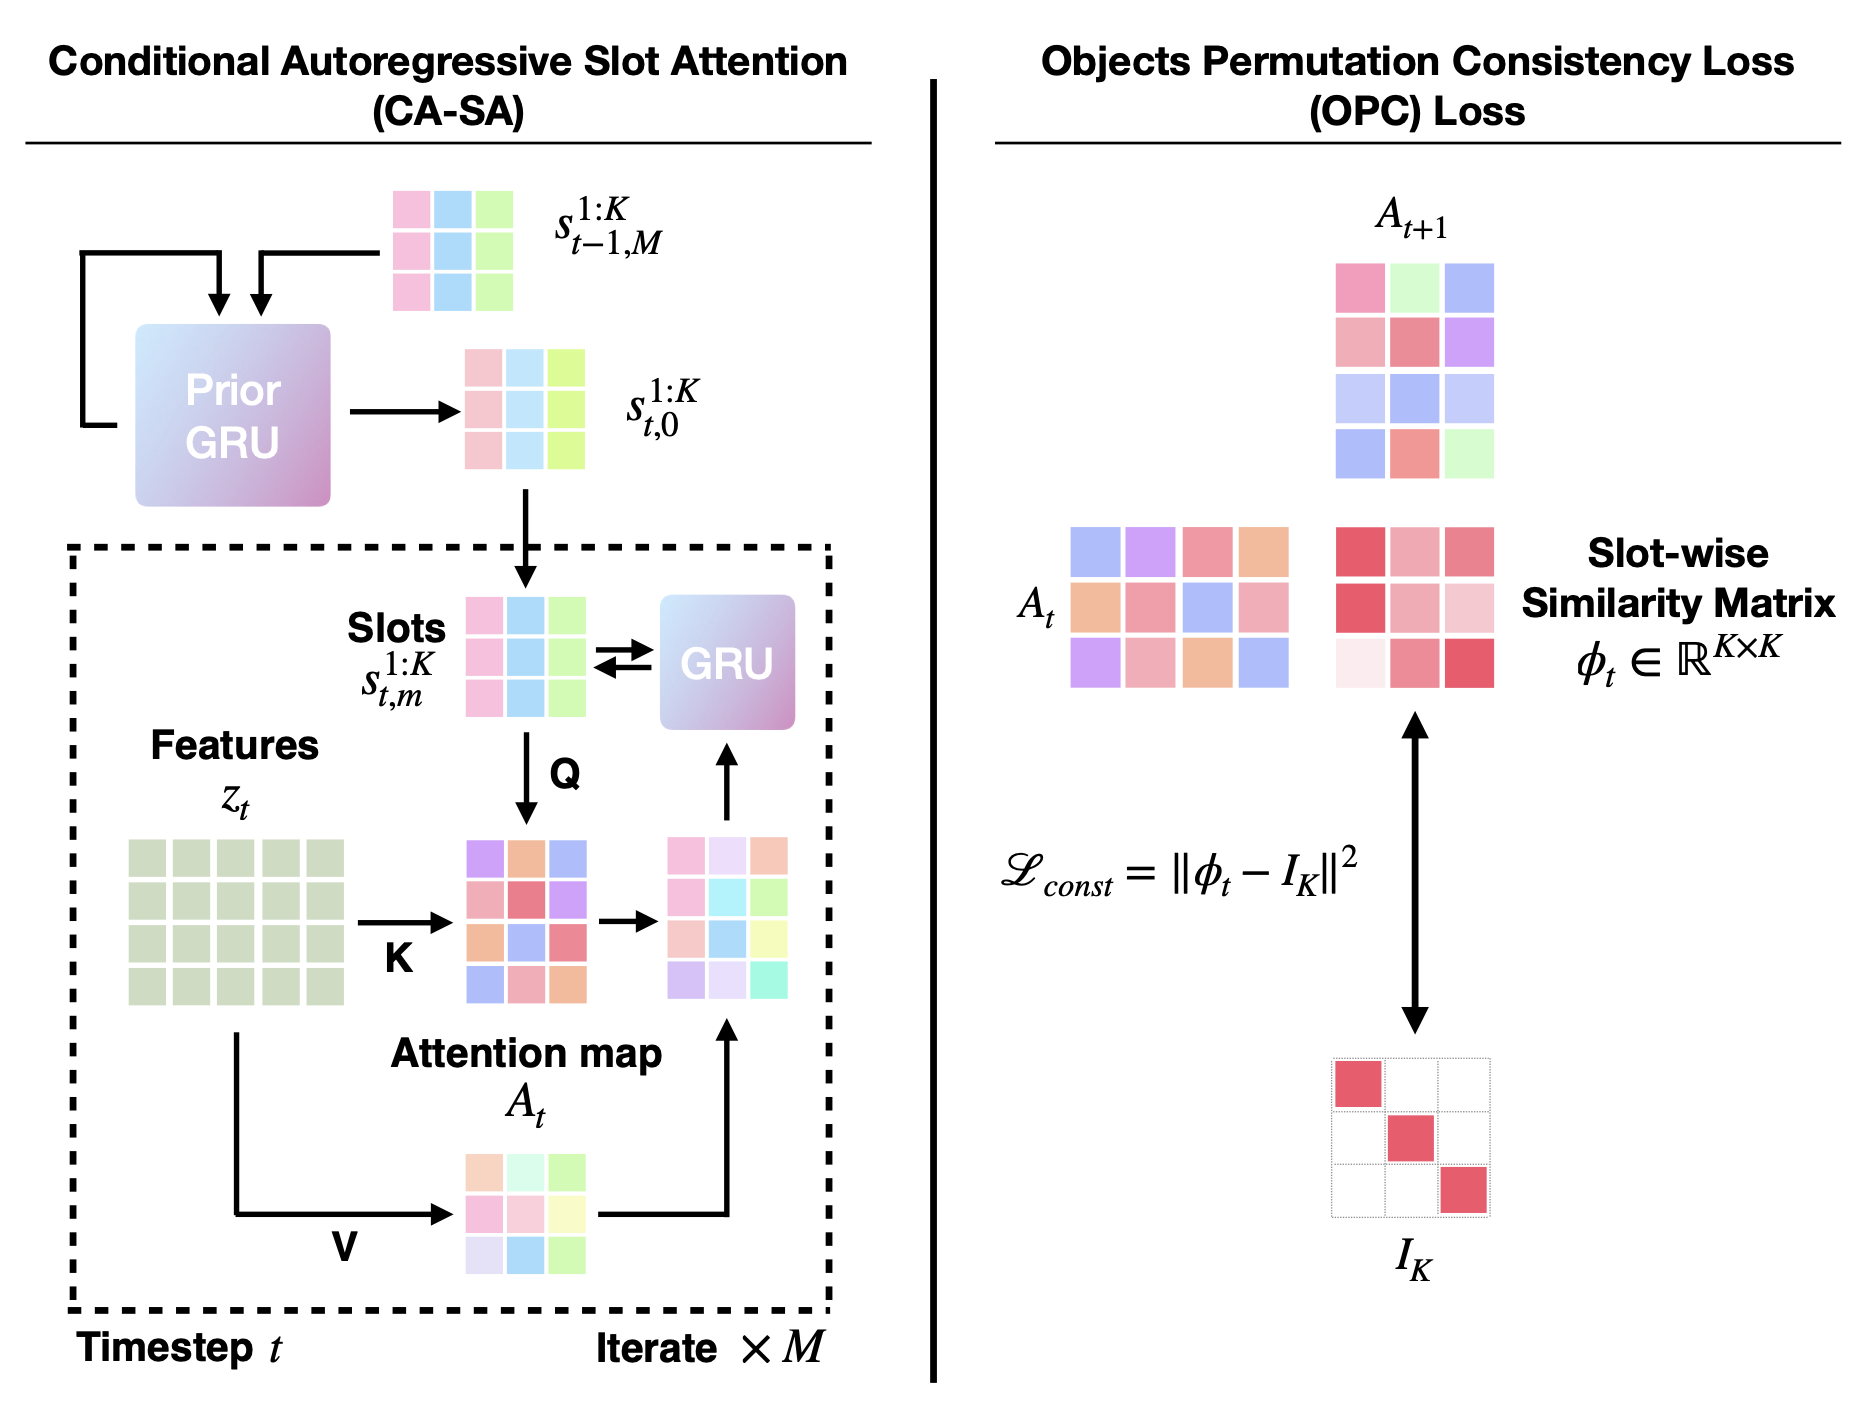 Conditional Autoregressive Slot Attention
(CA-SA)
$s_{t-1,M}^{1:K}$
Prior
GRU
$s_{t,0}^{1:K}$
Slots
$s_{t,m}^{1:K}$
GRU
Q
Features
$z_t$
K
Attention map
$A_t$
V
Timestep $t$
Iterate $\times M$
Objects Permutation Consistency Loss
(OPC) Loss
$A_{t+1}$
$A_t$
Slot-wise
Similarity Matrix
$\phi_t \in \mathbb{R}^{K \times K}$
$\mathscr{L}_{const} = \|\phi_t - I_K\|^2$
$I_K$